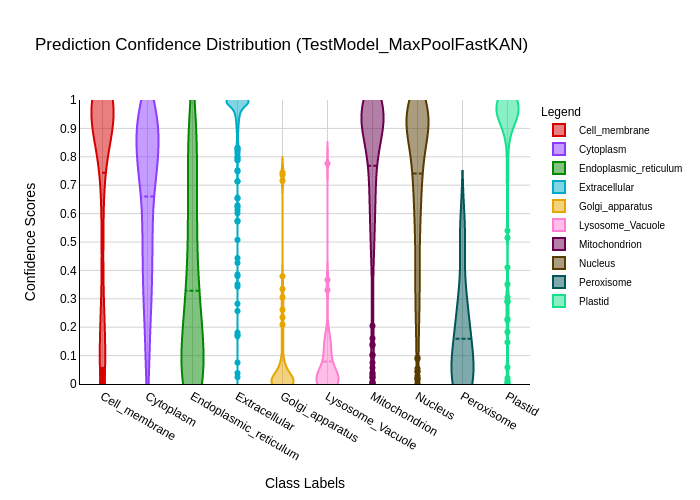 Prediction Confidence Distribution (TestModel_MaxPoolFastKAN)
Confidence Scores
1
0.9
0.8
0.7
0.6
0.5
0.4
0.3
0.2
0.1
0
Cell_membrane
Cytoplasm
Endoplasmic_reticulum
Extracellular
Golgi_apparatus
Lysosome_Vacuole
Mitochondrion
Nucleus
Peroxisome
Plastid
Class Labels
Legend
Cell_membrane
Cytoplasm
Endoplasmic_reticulum
Extracellular
Golgi_apparatus
Lysosome_Vacuole
Mitochondrion
Nucleus
Peroxisome
Plastid